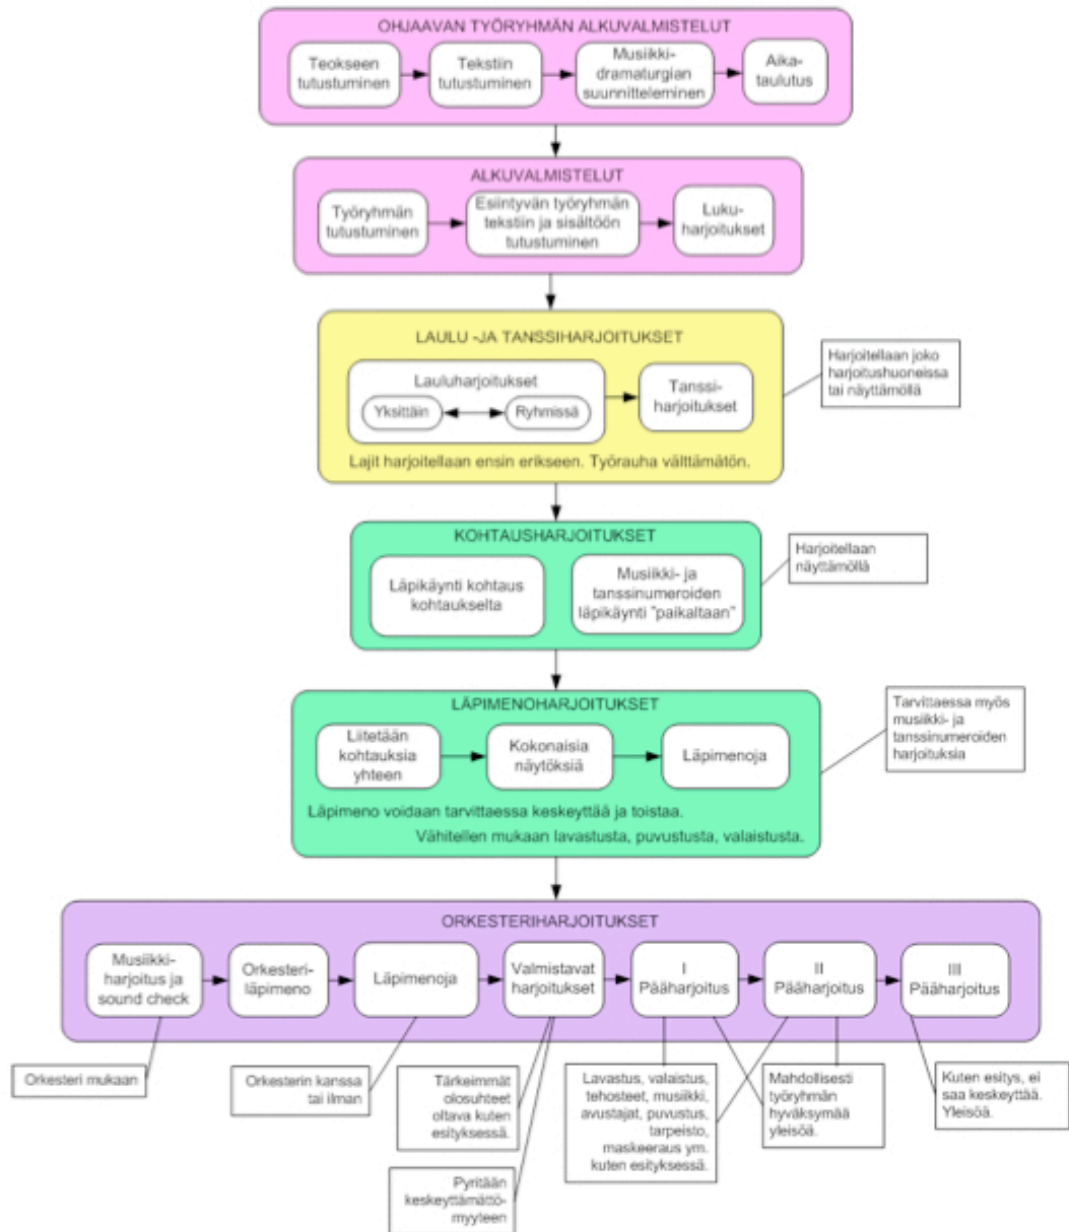 OHJAAVAN TYÖRYHMÄN ALKUVALMISTELUT
Teokseen
tutustuminen
Tekstiin
tutustuminen
Musiikki-
dramaturgian
suunnitteleminen
Aika-
taulutus
ALKUVALMISTELUT
Työryhmän
tutustuminen
Esiintyvän työryhmän
tekstiin ja sisältöön
tutustuminen
Luku-
harjoitukset
LAULU -JA TANSSIHARJOITUKSET
Lauluharjoitukset
Yksittäin
Ryhmissä
Tanssi-
harjoitukset
Lajit harjoitellaan ensin erikseen. Työrauha välttämätön.
Harjoitellaan joko
harjoitushuoneissa
tai näyttämöllä
KOHTAUSHARJOITUKSET
Läpikäynti kohtaus
kohtaukselta
Musiikki- ja
tanssinumeroiden
läpikäynti "paikaltaan"
Harjoitellaan
näyttämöllä
LÄPIMENOHARJOITUKSET
Liitetään
kohtauksia
yhteen
Kokonaisia
näytöksiä
Läpimenoja
Läpimeno voidaan tarvittaessa keskeyttää ja toistaa.
Vähitellen mukaan lavastusta, puvustusta, valaistusta.
Tarvittaessa myös
musiikki- ja
tanssinumeroiden
harjoituksia
ORKESTERIHARJOITUKSET
Musiikki-
harjoitus ja
sound check
Orkesteri-
läpimeno
Läpimenoja
Valmistavat
harjoitukset
I
Pääharjoitus
II
Pääharjoitus
III
Pääharjoitus
Orkesteri mukaan
Orkesterin kanssa
tai ilman
Tärkeimmät
olosuhteet
oltava kuten
esityksessä.
Pyritään
keskeyttämättö-
myyteen
Lavastus, valaistus,
tehosteet, musiikki,
avustajat, puvustus,
tarpeisto,
maskeeraus ym.
kuten esityksessä.
Mahdollisesti
työryhmän
hyväksymää
yleisöä.
Kuten esitys, ei
saa keskeyttää.
Yleisöä.